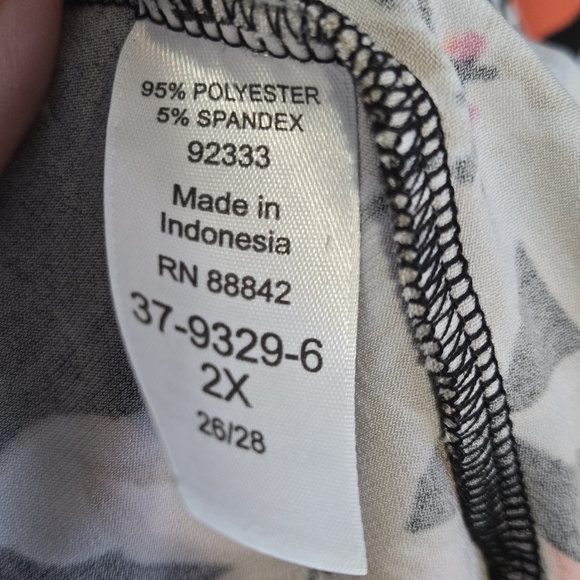 95% POLYESTER
5% SPANDEX
92333
Made in
Indonesia
RN 88842
37-9329-6
2X
26/28